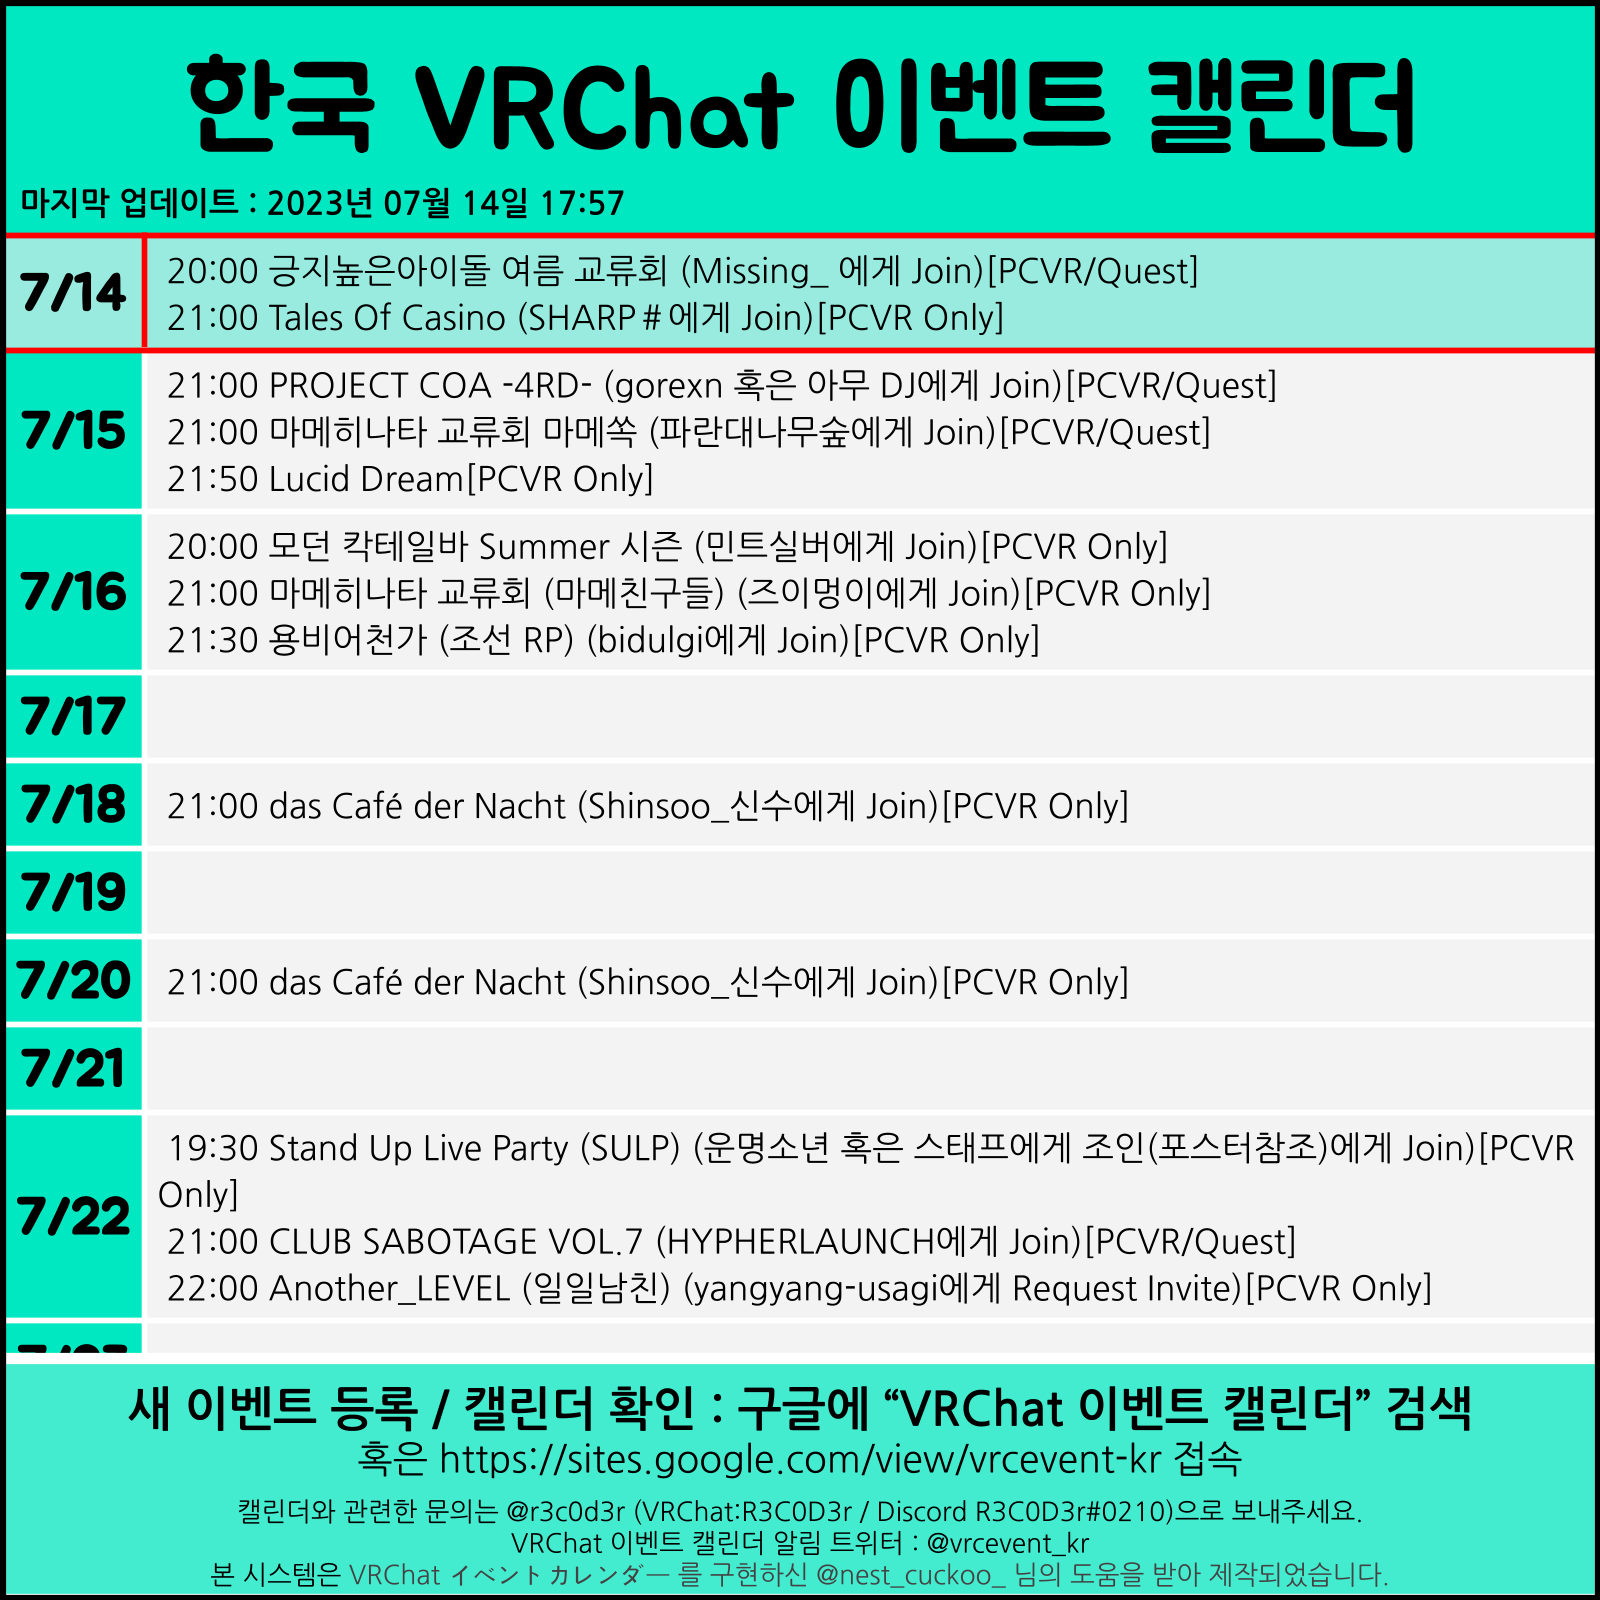 한국 VRChat 이벤트 캘린더
마지막 업데이트 : 2023년 07월 14일 17:57
7/14
20:00 긍지높은아이돌 여름 교류회 (Missing_ 에게 Join)[PCVR/Quest]
21:00 Tales Of Casino (SHARP＃에게 Join)[PCVR Only]
7/15
21:00 PROJECT COA -4RD- (gorexn 혹은 아무 DJ에게 Join)[PCVR/Quest]
21:00 마메히나타 교류회 마메쏙 (파란대나무숲에게 Join)[PCVR/Quest]
21:50 Lucid Dream[PCVR Only]
7/16
20:00 모던 칵테일바 Summer 시즌 (민트실버에게 Join)[PCVR Only]
21:00 마메히나타 교류회 (마메친구들) (즈이멍이에게 Join)[PCVR Only]
21:30 용비어천가 (조선 RP) (bidulgi에게 Join)[PCVR Only]
7/17
7/18
21:00 das Café der Nacht (Shinsoo_신수에게 Join)[PCVR Only]
7/19
7/20
21:00 das Café der Nacht (Shinsoo_신수에게 Join)[PCVR Only]
7/21
7/22
19:30 Stand Up Live Party (SULP) (운명소년 혹은 스태프에게 조인(포스터참조)에게 Join)[PCVR
Only]
21:00 CLUB SABOTAGE VOL.7 (HYPHERLAUNCH에게 Join)[PCVR/Quest]
22:00 Another_LEVEL (일일남친) (yangyang-usagi에게 Request Invite)[PCVR Only]
새 이벤트 등록 / 캘린더 확인 : 구글에 “VRChat 이벤트 캘린더” 검색
혹은 https://sites.google.com/view/vrcevent-kr 접속
캘린더와 관련한 문의는 @r3c0d3r (VRChat:R3C0D3r / Discord R3C0D3r#0210)으로 보내주세요.
VRChat 이벤트 캘린더 알림 트위터 : @vrcevent_kr
본 시스템은 VRChat イベントカレンダー 를 구현하신 @nest_cuckoo_ 님의 도움을 받아 제작되었습니다.